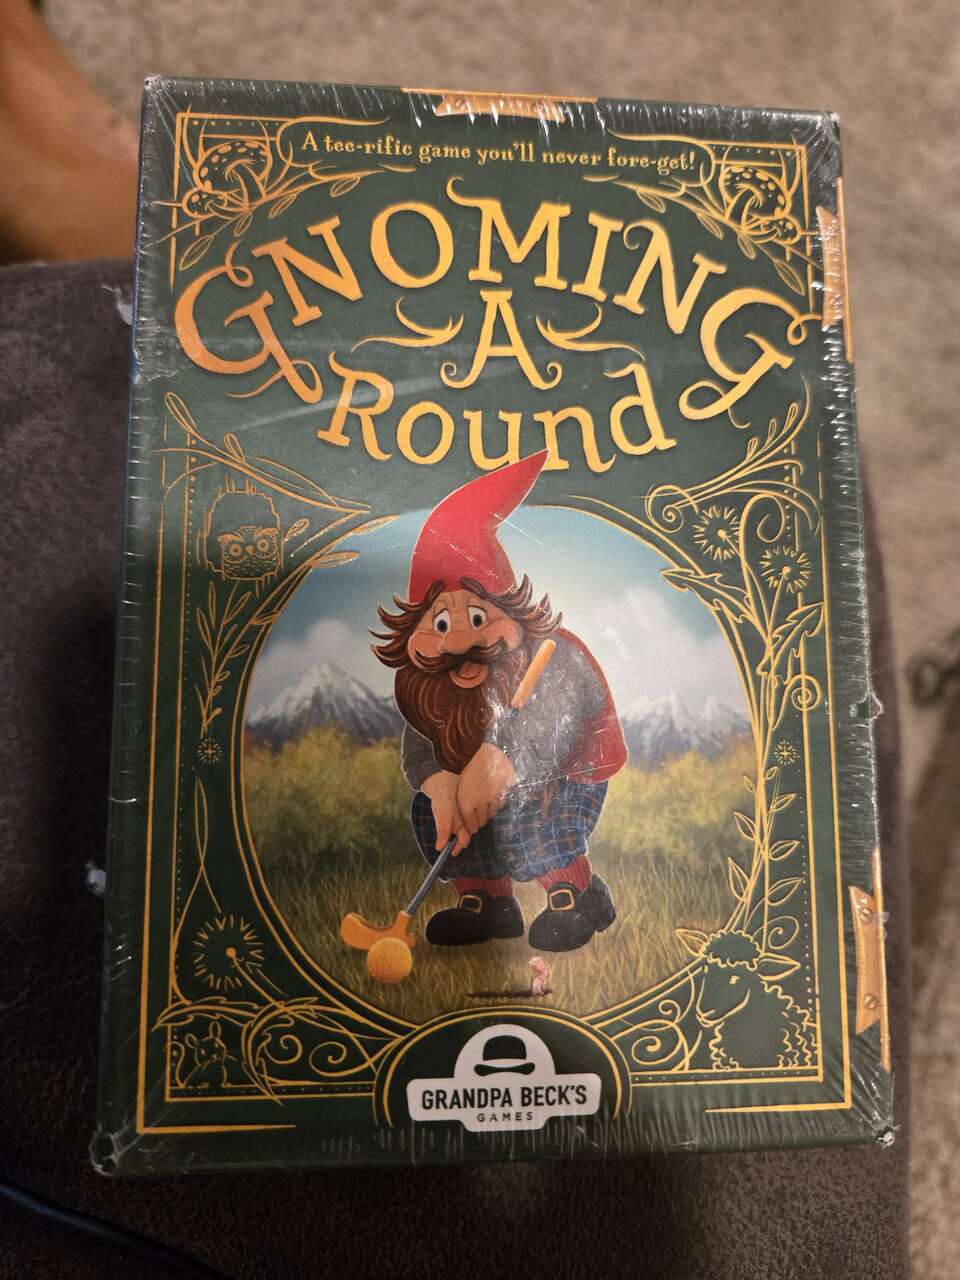 A tee-rific game you'll never fore-get!
GNOMING
A
Round
GRANDPA BECK'S
GAMES